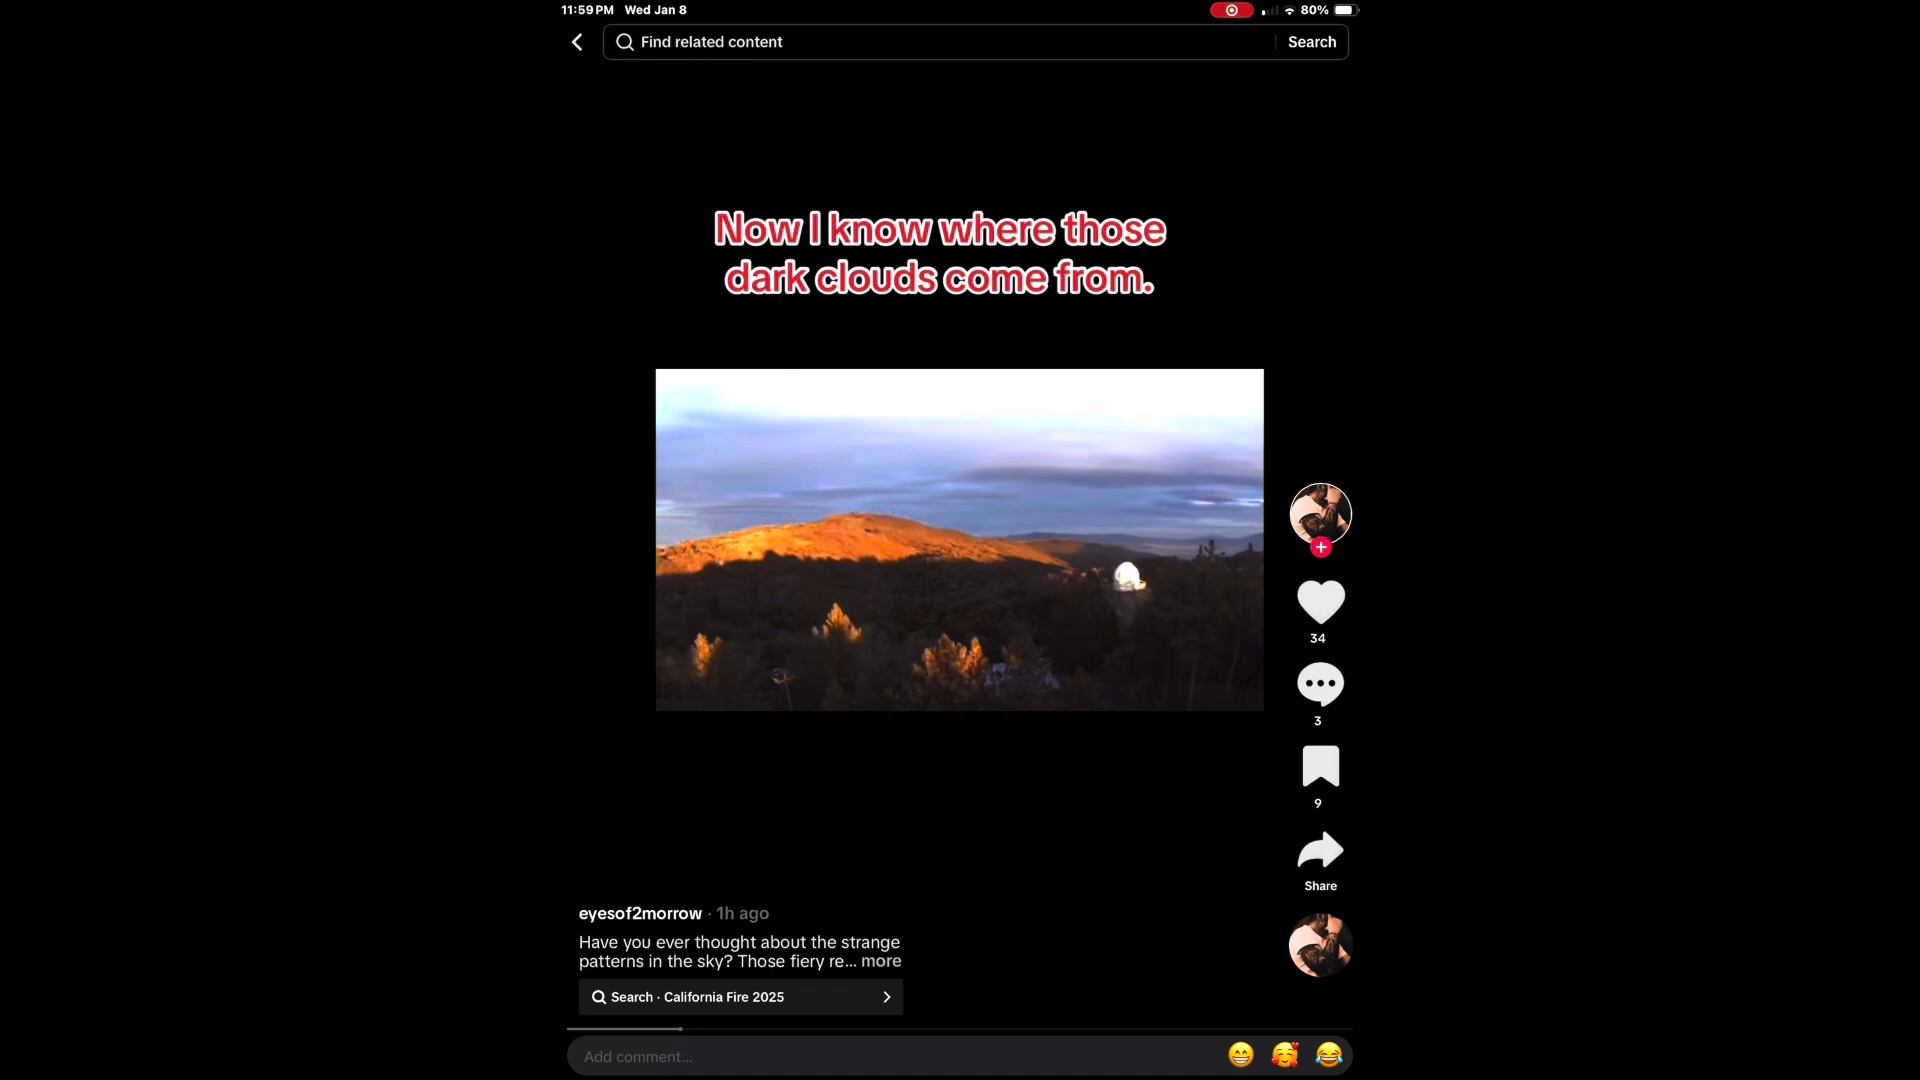 11:59 PM Wed Jan 8
80%
Find related content
Search
Now I know where those
dark clouds come from.
34
3
9
Share
eyesof2morrow · 1h ago
Have you ever thought about the strange
patterns in the sky? Those fiery re... more
Search · California Fire 2025
Add comment...